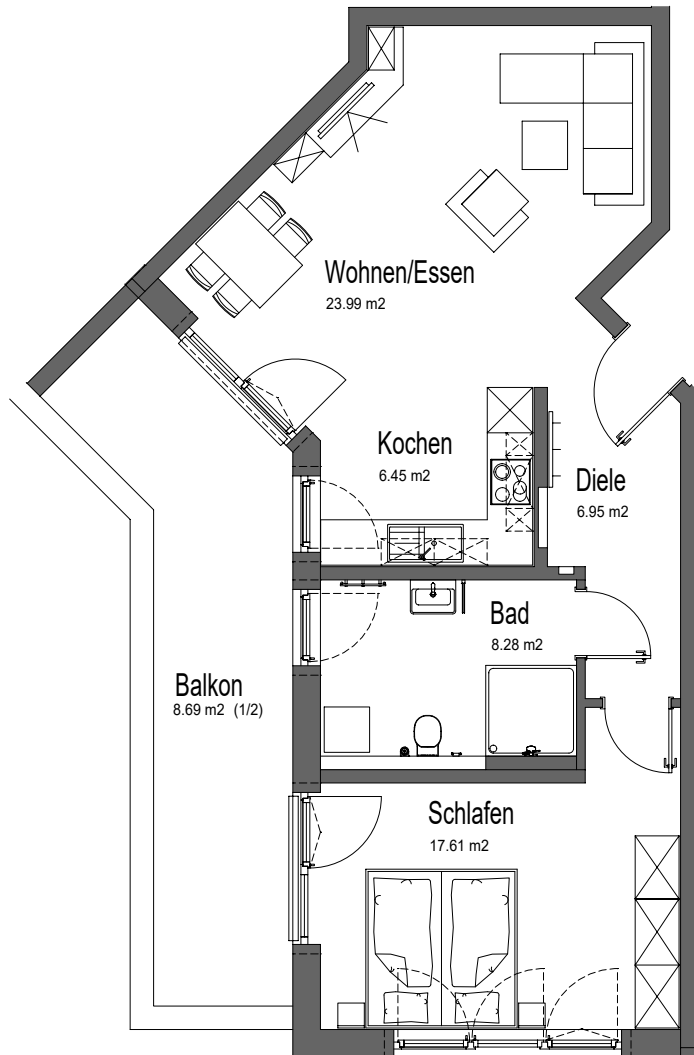 Wohnen/Essen
23.99 m2
Kochen
6.45 m2
Diele
6.95 m2
Bad
8.28 m2
Balkon
8.69 m2 (1/2)
Schlafen
17.61 m2